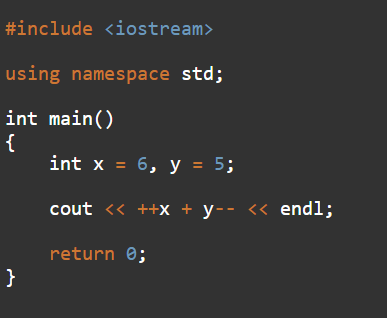 #include <iostream>
using namespace std;
int main()
{
int x = 6, y = 5;
cout << ++x + y-- << endl;
return 0;
}